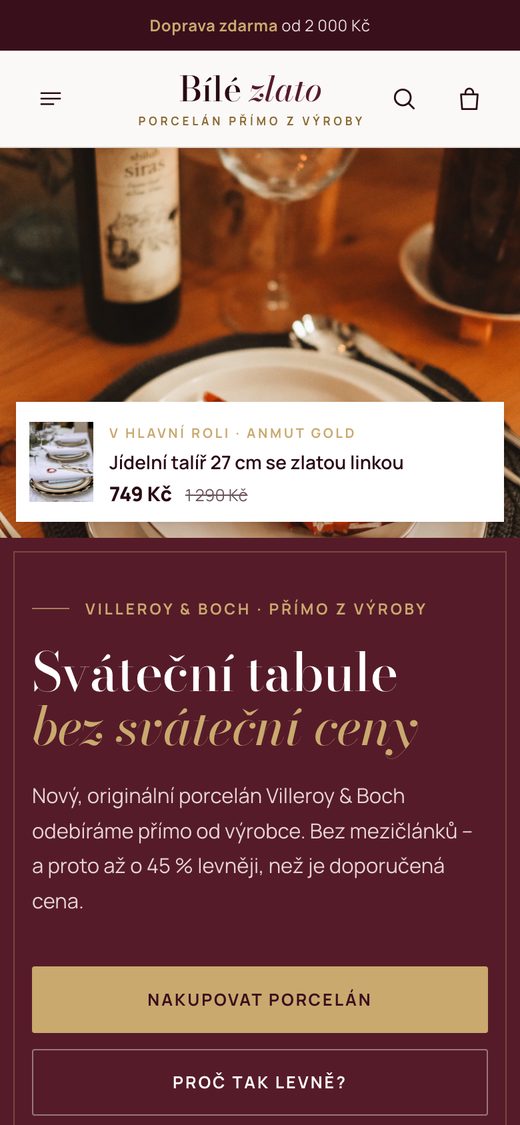 Doprava zdarma od 2 000 Kč
Bílé zlato
PORCELÁN PŘÍMO Z VÝROBY
siras
V HLAVNÍ ROLI · ANMUT GOLD
Jídelní talíř 27 cm se zlatou linkou
749 Kč 1 290 Kč
VILLEROY & BOCH · PŘÍMO Z VÝROBY
Sváteční tabule
bez sváteční ceny
Nový, originální porcelán Villeroy & Boch
odebíráme přímo od výrobce. Bez mezičlánků –
a proto až o 45 % levněji, než je doporučená
cena.
NAKUPOVAT PORCELÁN
PROČ TAK LEVNĚ?